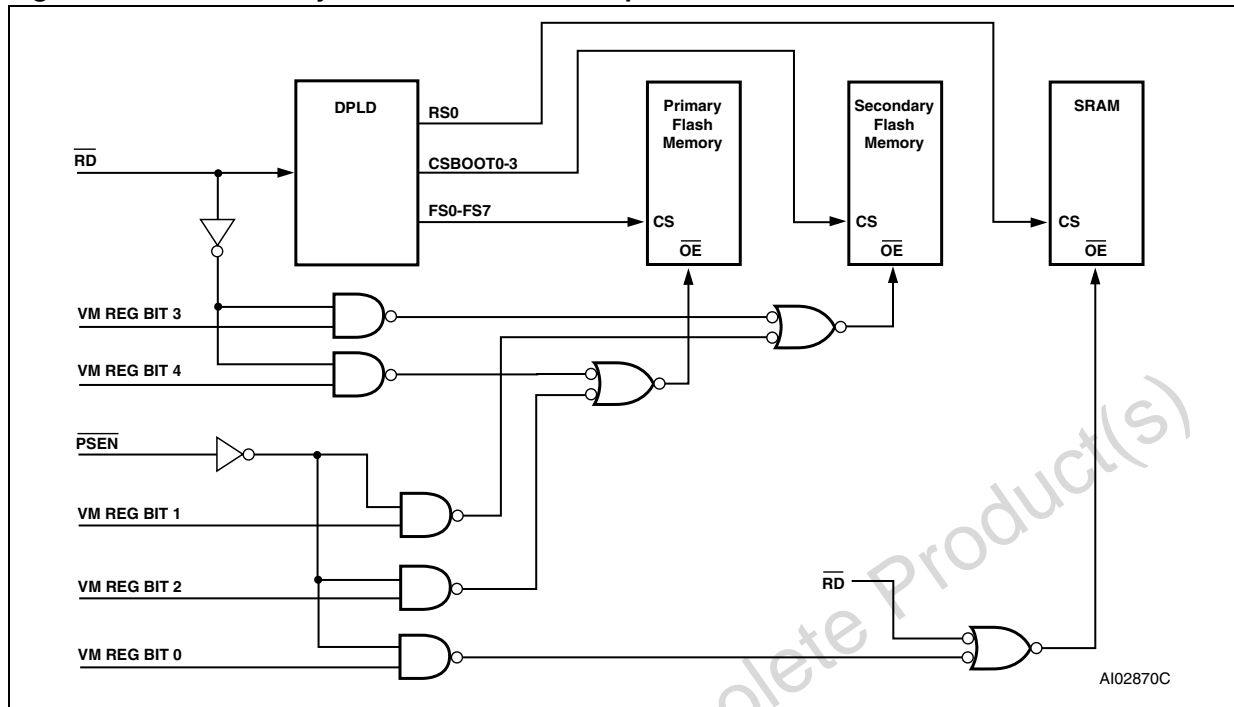 DPLD
RS0
CSBOOT0-3
FS0-FS7
Primary
Flash
Memory
CS
OE
Secondary
Flash
Memory
CS
OE
SRAM
CS
OE
RD
VM REG BIT 3
VM REG BIT 4
PSEN
VM REG BIT 1
VM REG BIT 2
VM REG BIT 0
RD
olete Product(s)
AI02870C